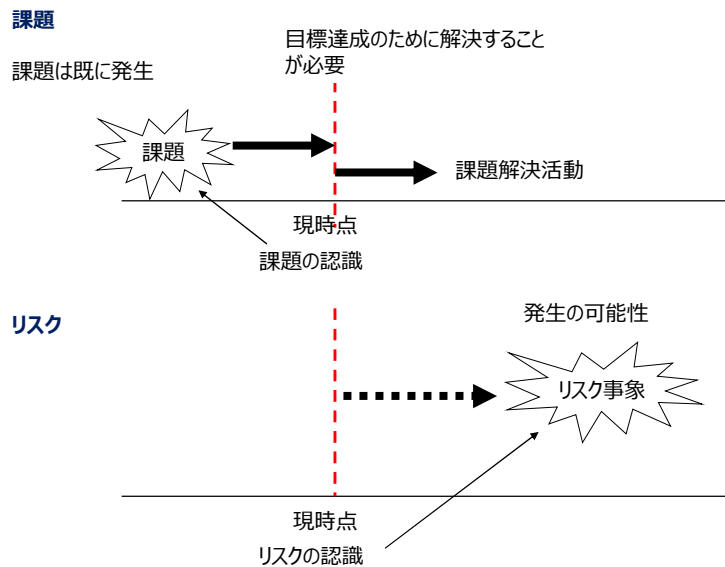 課題
目標達成のために解決すること
が必要
課題は既に発生
課題
課題解決活動
現時点
課題の認識
リスク
発生の可能性
リスク事象
現時点
リスクの認識